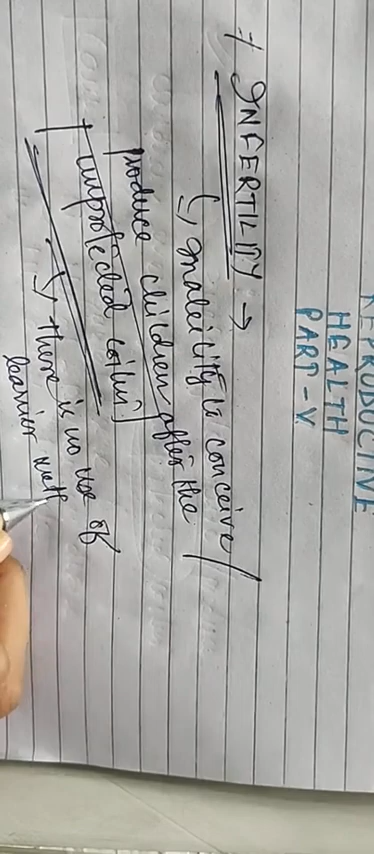 REPRODUCTIVE
HEALTH
PART-V
* INFERTILITY →
↳ Inability to conceive/
produce children after the
unprotected coitus]
↳ there is no use of
barrier